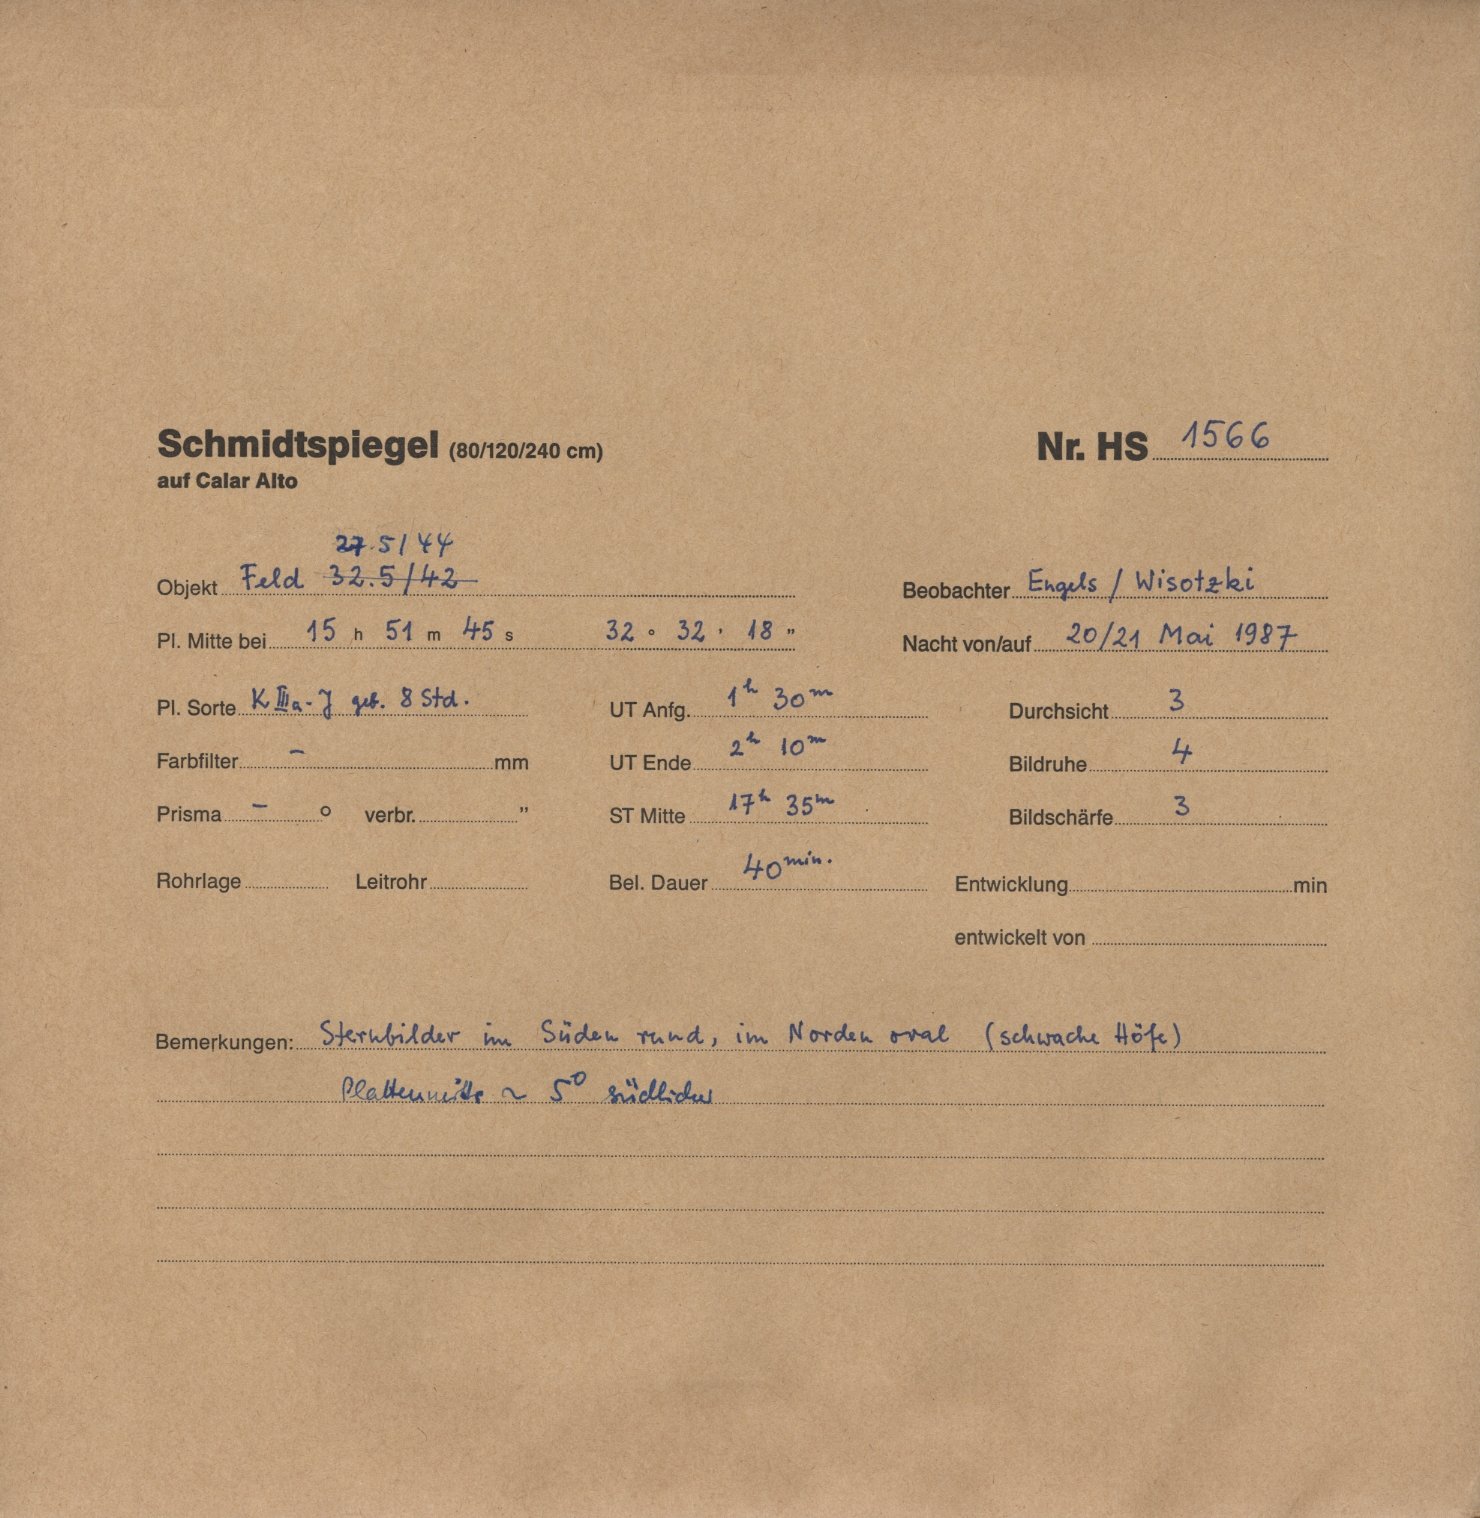 Schmidtspiegel (80/120/240 cm) Nr. HS 1566
auf Calar Alto
27.5/44
Objekt Feld 32.5/42 Beobachter Engels / Wisotzki
Pl. Mitte bei 15 h 51 m 45 s 32 ° 32 ' 18 " Nacht von/auf 20/21 Mai 1987
Pl. Sorte K IIIa-J geb. 8 Std. UT Anfg. 1h 30m Durchsicht 3
Farbfilter – mm UT Ende 2h 10m Bildruhe 4
Prisma – ° verbr. " ST Mitte 17h 35m Bildschärfe 3
Rohrlage Leitrohr Bel. Dauer 40 min. Entwicklung min
entwickelt von
Bemerkungen: Sternbilder im Süden rund, im Norden oval (schwache Höfe)
Plattenmitte ~ 5° südlicher